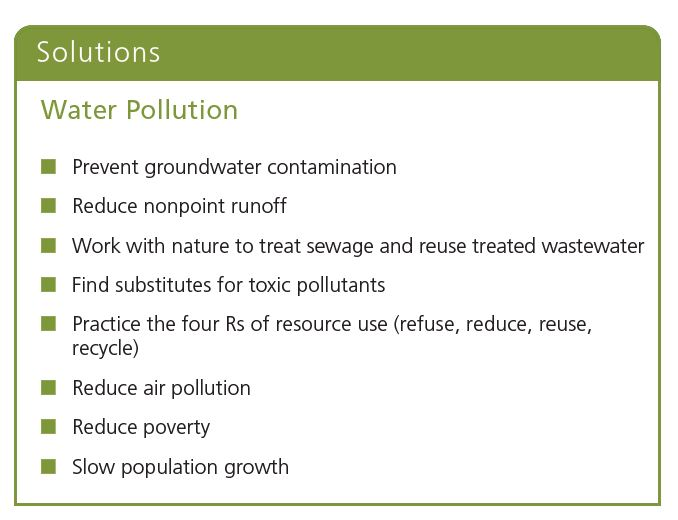 Solutions
Water Pollution
Prevent groundwater contamination
Reduce nonpoint runoff
Work with nature to treat sewage and reuse treated wastewater
Find substitutes for toxic pollutants
Practice the four Rs of resource use (refuse, reduce, reuse,
recycle)
Reduce air pollution
Reduce poverty
Slow population growth